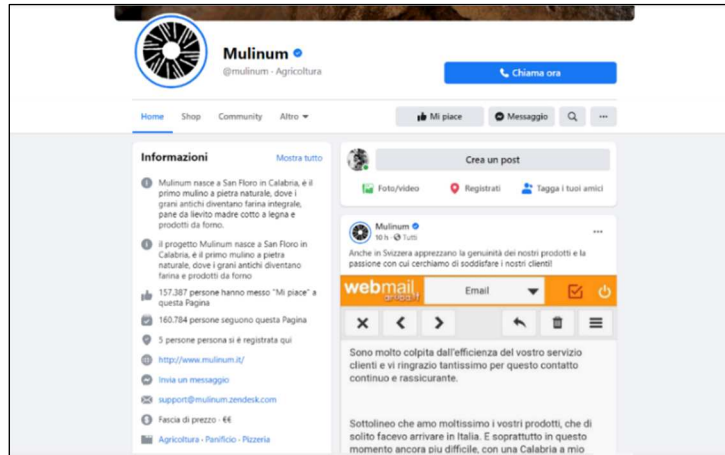 Mulinum
@mulinum · Agricoltura
Chiama ora
Home Shop Community Altro
Mi piace Messaggio
Informazioni Mostra tutto
Mulinum nasce a San Floro in Calabria, è il
primo mulino a pietra naturale, dove i
grani antichi diventano farina integrale,
pane da lievito madre cotto a legna e
prodotti da forno.
il progetto Mulinum nasce a San Floro in
Calabria, è il primo mulino a pietra
naturale, dove i grani antichi diventano
farina e prodotti da forno
157.387 persone hanno messo "Mi piace" a
questa Pagina
160.784 persone seguono questa Pagina
5 persone persona si è registrata qui
http://www.mulinum.it/
Invia un messaggio
support@mulinum.zendesk.com
Fascia di prezzo · €€
Agricoltura · Panificio · Pizzeria
Crea un post
Foto/video Registrati Tagga i tuoi amici
Mulinum
10 h · Tutti
Anche in Svizzera apprezzano la genuinità dei nostri prodotti e la
passione con cui cerchiamo di soddisfare i nostri clienti!
webmail Email
aruba.it
Sono molto colpita dall'efficienza del vostro servizio
clienti e vi ringrazio tantissimo per questo contatto
continuo e rassicurante.
Sottolineo che amo moltissimo i vostri prodotti, che di
solito facevo arrivare in Italia. E soprattutto in questo
momento ancora piu difficile, con una Calabria a mio